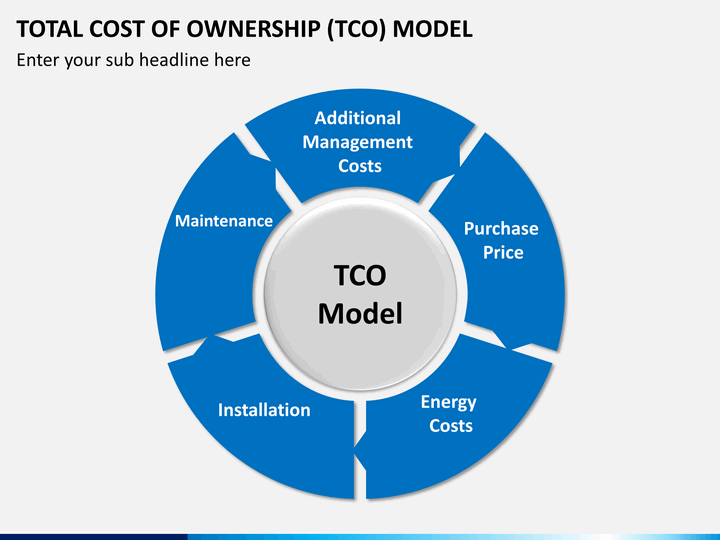 TOTAL COST OF OWNERSHIP (TCO) MODEL
Enter your sub headline here
Additional
Management
Costs
Purchase
Price
Energy
Costs
Installation
Maintenance
TCO
Model